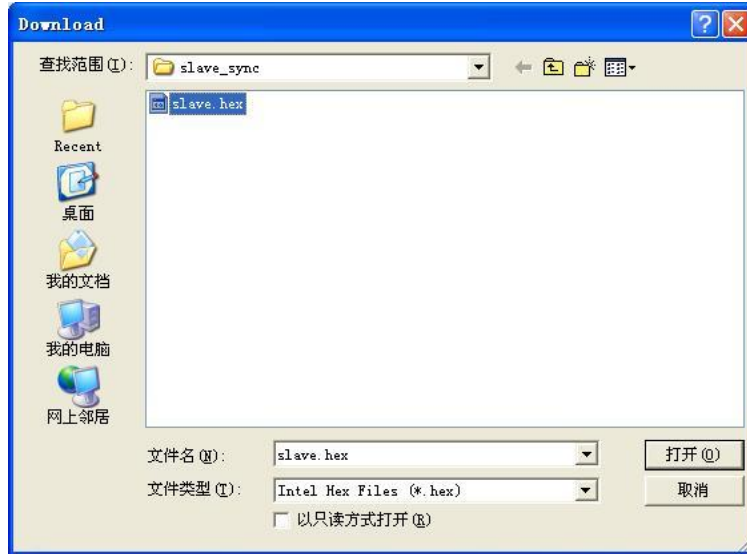 Download
查找范围(I):
slave_sync
slave.hex
Recent
桌面
我的文档
我的电脑
网上邻居
文件名(N):
slave.hex
打开(O)
文件类型(T):
Intel Hex Files (*.hex)
取消
以只读方式打开(R)